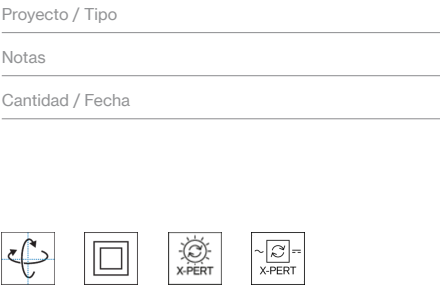 Proyecto / Tipo
Notas
Cantidad / Fecha
X-PERT
X-PERT